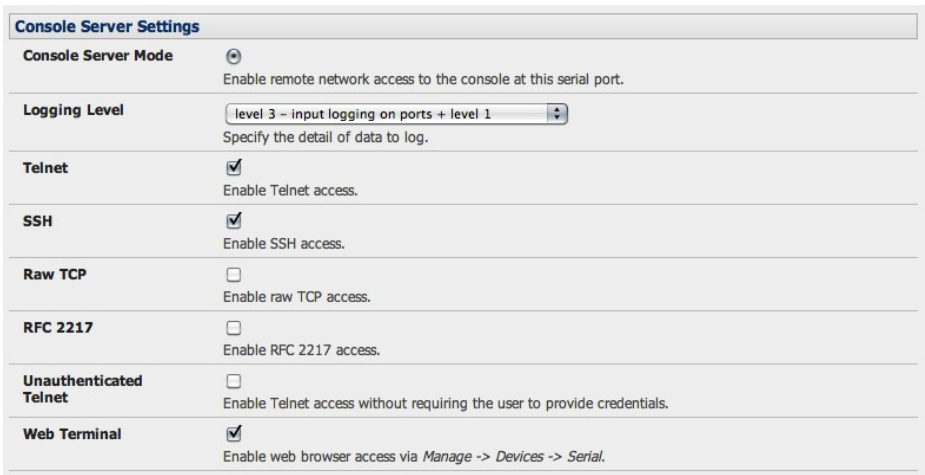 Console Server Settings
Console Server Mode
Enable remote network access to the console at this serial port.
Logging Level
level 3 – input logging on ports + level 1
Specify the detail of data to log.
Telnet
Enable Telnet access.
SSH
Enable SSH access.
Raw TCP
Enable raw TCP access.
RFC 2217
Enable RFC 2217 access.
Unauthenticated
Telnet
Enable Telnet access without requiring the user to provide credentials.
Web Terminal
Enable web browser access via Manage -> Devices -> Serial.